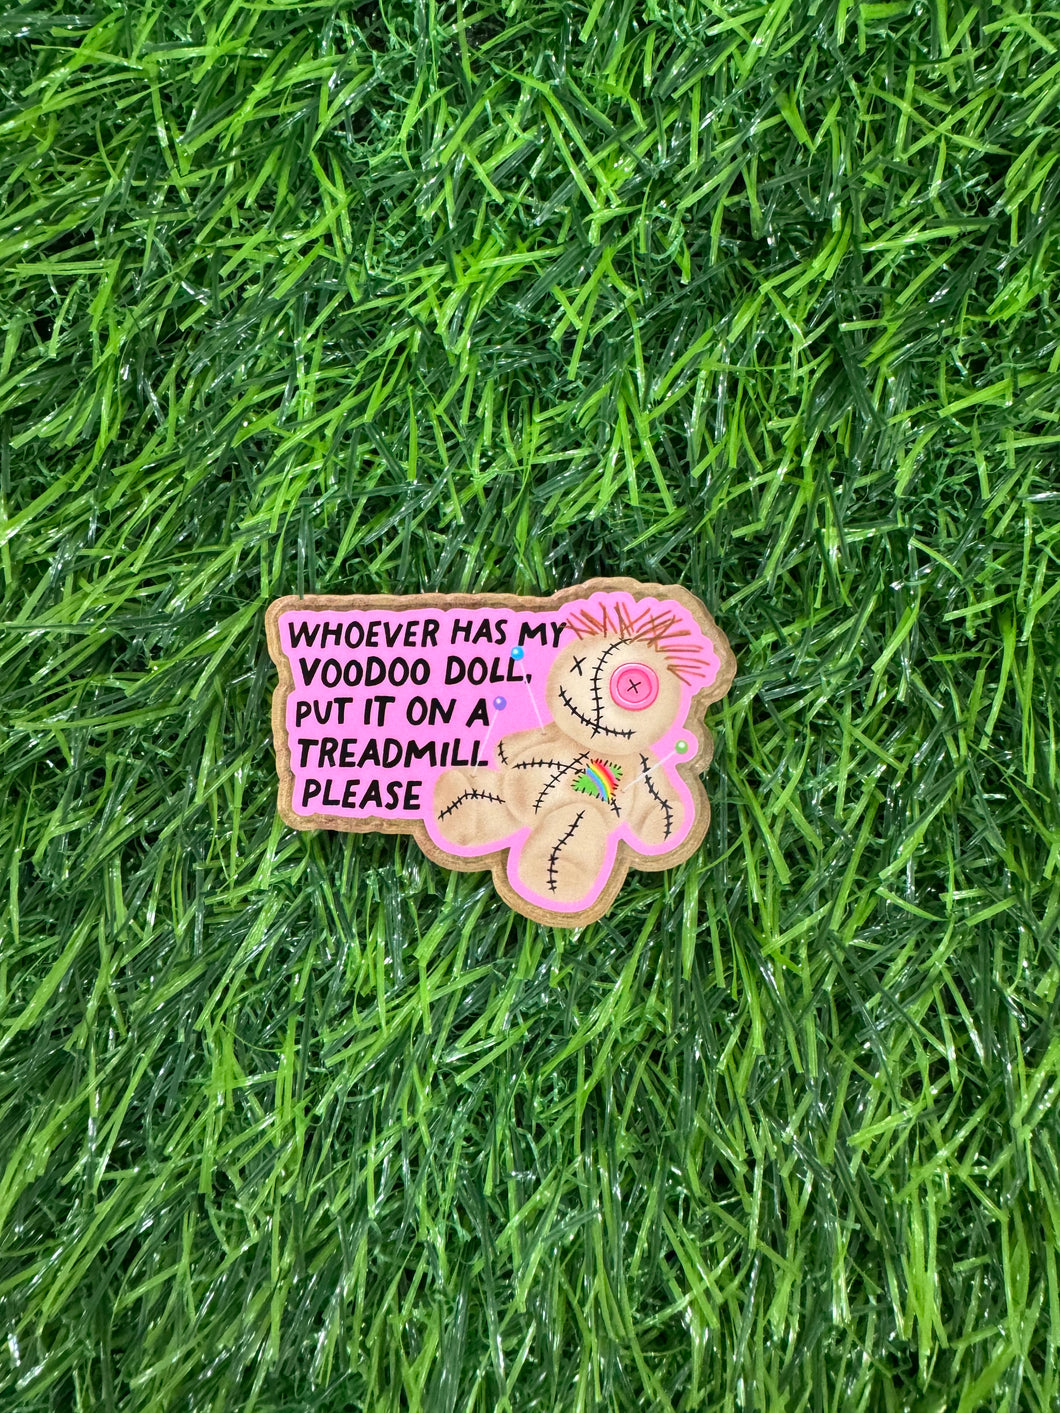 WHOEVER HAS MY
VOODOO DOLL,
PUT IT ON A
TREADMILL
PLEASE